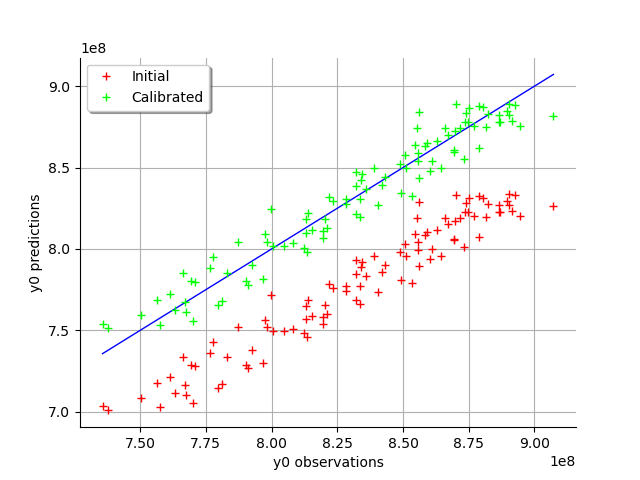 1e8
Initial
Calibrated
9.0
8.5
8.0
7.5
7.0
y0 predictions
7.50 7.75 8.00 8.25 8.50 8.75 9.00
y0 observations
1e8